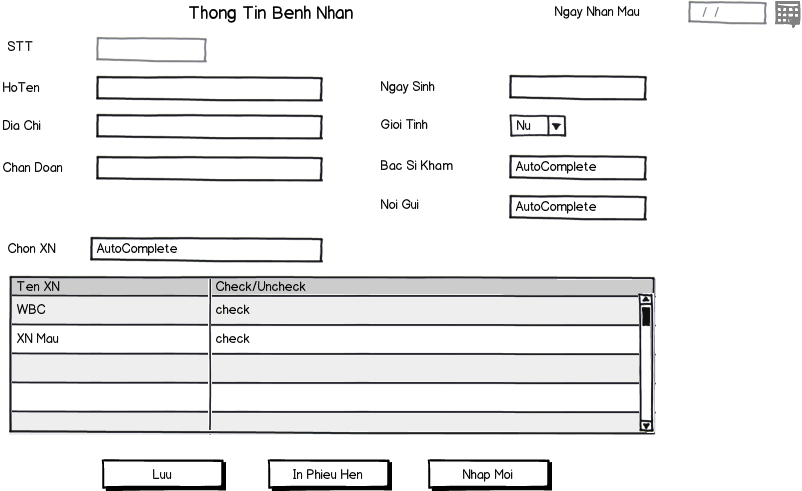 Thong Tin Benh Nhan
Ngay Nhan Mau
/ /
STT
HoTen
Ngay Sinh
Dia Chi
Gioi Tinh
Nu
Chan Doan
Bac Si Kham
AutoComplete
Noi Gui
AutoComplete
Chon XN
AutoComplete
Ten XN
Check/Uncheck
WBC
check
XN Mau
check
Luu
In Phieu Hen
Nhap Moi